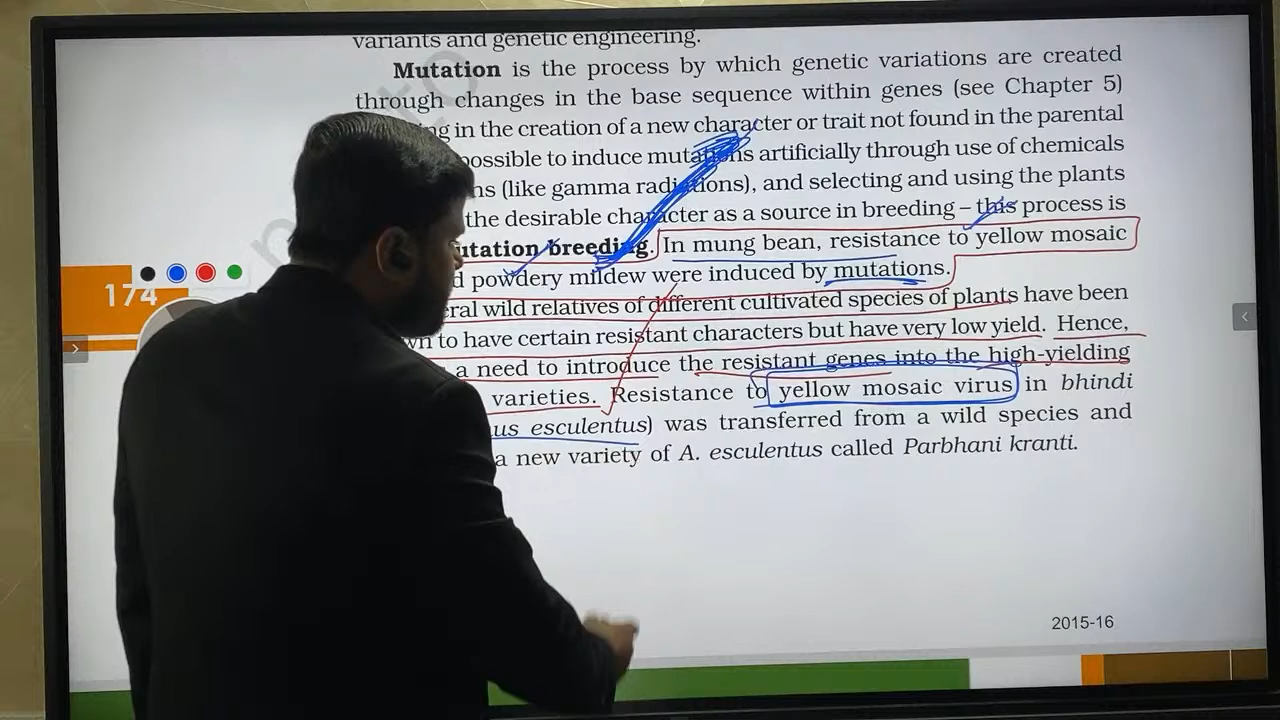 variants and genetic engineering.
Mutation is the process by which genetic variations are created
through changes in the base sequence within genes (see Chapter 5)
in the creation of a new character or trait not found in the parental
possible to induce mutations artificially through use of chemicals
(like gamma radiations), and selecting and using the plants
the desirable character as a source in breeding – this process is
utation breeding. In mung bean, resistance to yellow mosaic
powdery mildew were induced by mutations.
174
wild relatives of different cultivated species of plants have been
to have certain resistant characters but have very low yield. Hence,
a need to introduce the resistant genes into the high-yielding
varieties. Resistance to yellow mosaic virus in bhindi
us esculentus) was transferred from a wild species and
a new variety of A. esculentus called Parbhani kranti.
2015-16